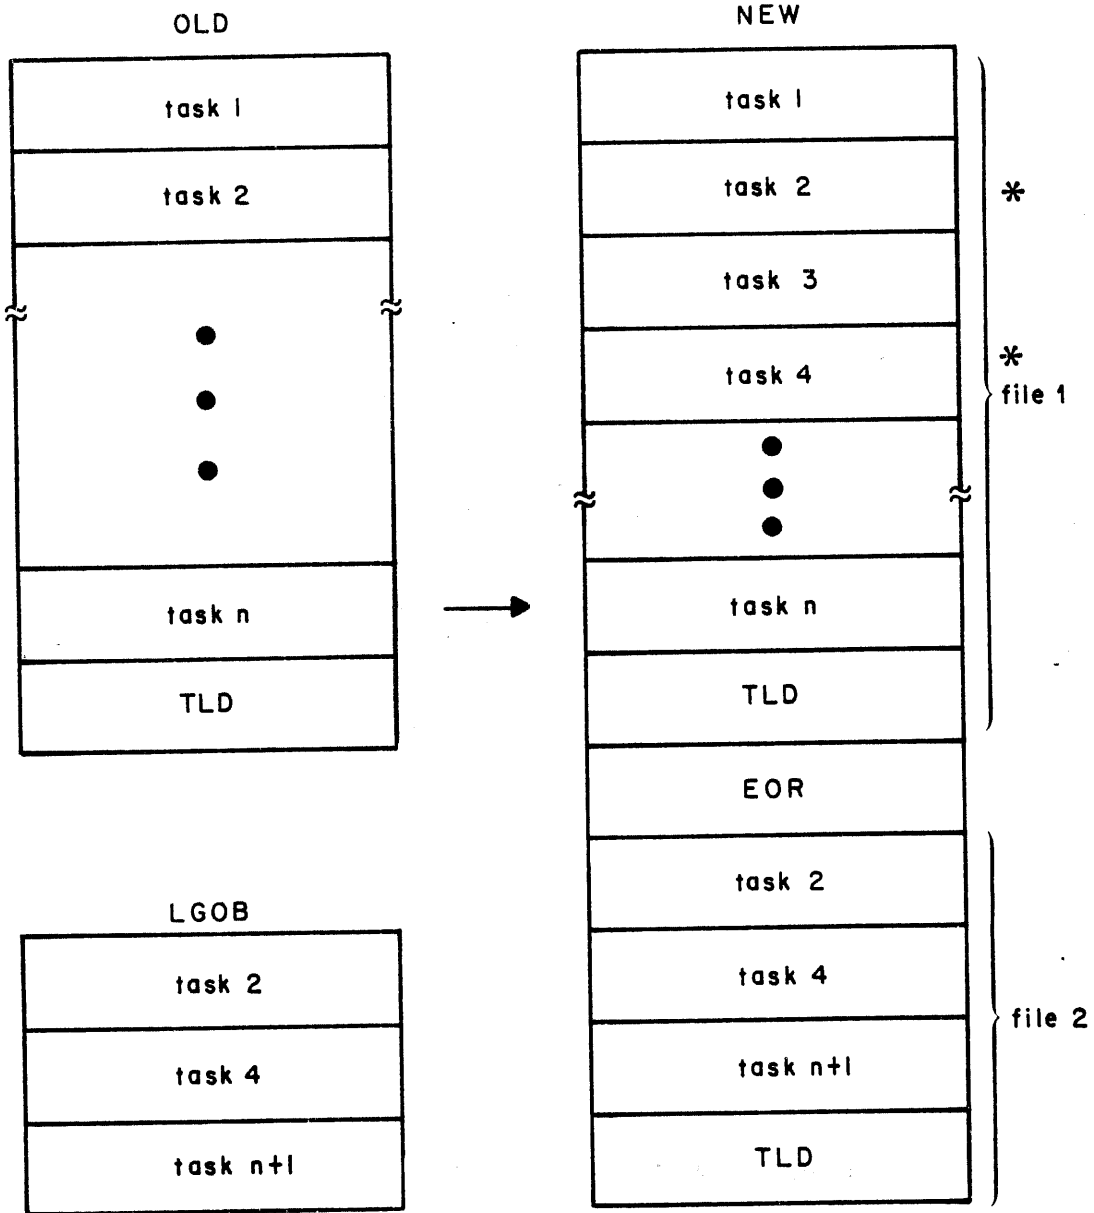 OLD
task 1
task 2
task n
TLD
LGOB
task 2
task 4
task n+1
NEW
task 1
task 2
*
task 3
task 4
*
file 1
task n
TLD
EOR
task 2
task 4
task n+1
TLD
file 2